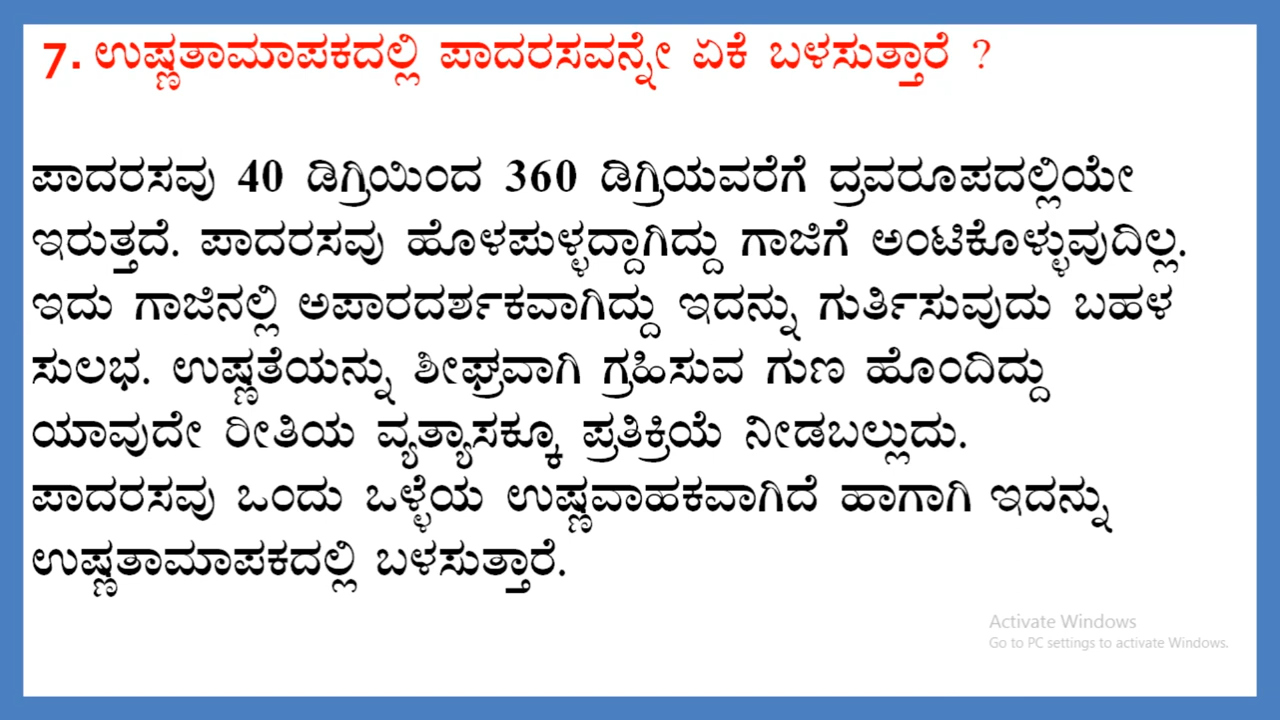 7. ಉಷ್ಣತಾಮಾಪಕದಲ್ಲಿ ಪಾದರಸವನ್ನೇ ಏಕೆ ಬಳಸುತ್ತಾರೆ ?
ಪಾದರಸವು 40 ಡಿಗ್ರಿಯಿಂದ 360 ಡಿಗ್ರಿಯವರೆಗೆ ದ್ರವರೂಪದಲ್ಲಿಯೇ
ಇರುತ್ತದೆ. ಪಾದರಸವು ಹೊಳಪುಳ್ಳದ್ದಾಗಿದ್ದು ಗಾಜಿಗೆ ಅಂಟಿಕೊಳ್ಳುವುದಿಲ್ಲ.
ಇದು ಗಾಜಿನಲ್ಲಿ ಅಪಾರದರ್ಶಕವಾಗಿದ್ದು ಇದನ್ನು ಗುರ್ತಿಸುವುದು ಬಹಳ
ಸುಲಭ. ಉಷ್ಣತೆಯನ್ನು ಶೀಘ್ರವಾಗಿ ಗ್ರಹಿಸುವ ಗುಣ ಹೊಂದಿದ್ದು
ಯಾವುದೇ ರೀತಿಯ ವ್ಯತ್ಯಾಸಕ್ಕೂ ಪ್ರತಿಕ್ರಿಯೆ ನೀಡಬಲ್ಲುದು.
ಪಾದರಸವು ಒಂದು ಒಳ್ಳೆಯ ಉಷ್ಣವಾಹಕವಾಗಿದೆ ಹಾಗಾಗಿ ಇದನ್ನು
ಉಷ್ಣತಾಮಾಪಕದಲ್ಲಿ ಬಳಸುತ್ತಾರೆ.
Activate Windows
Go to PC settings to activate Windows.